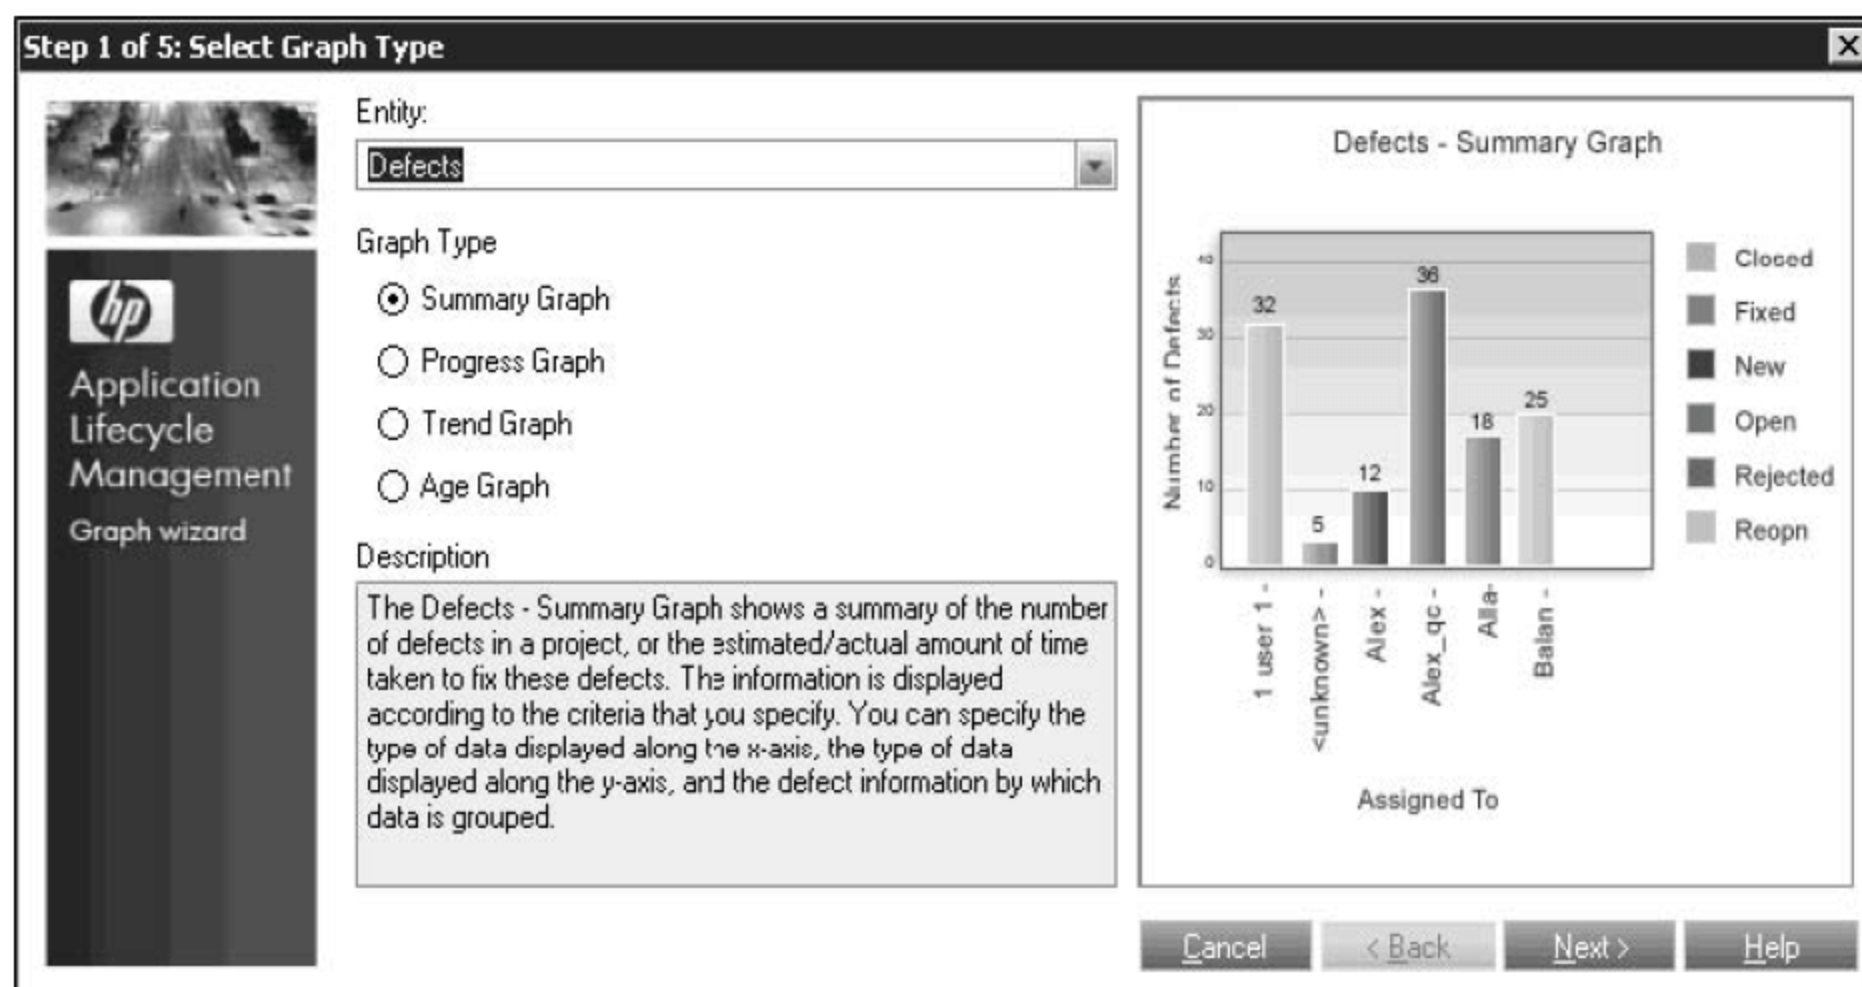 Step 1 of 5: Select Graph Type
X
hp
Application
Lifecycle
Management
Graph wizard
Entity:
Defects
Graph Type
Summary Graph
Progress Graph
Trend Graph
Age Graph
Description
The Defects - Summary Graph shows a summary of the number
of defects in a project, or the estimated/actual amount of time
taken to fix these defects. The information is displayed
according to the criteria that you specify. You can specify the
type of data displayed along the x-axis, the type of data
displayed along the y-axis, and the defect information by which
data is grouped.
Defects - Summary Graph
Number of Defects
40
30
20
10
0
32
5
12
36
18
25
1 user 1 -
<unknown> -
Alex -
Alex_qc -
Alla-
Balan -
Assigned To
Closed
Fixed
New
Open
Rejected
Reopn
Cancel
< Back
Next >
Help